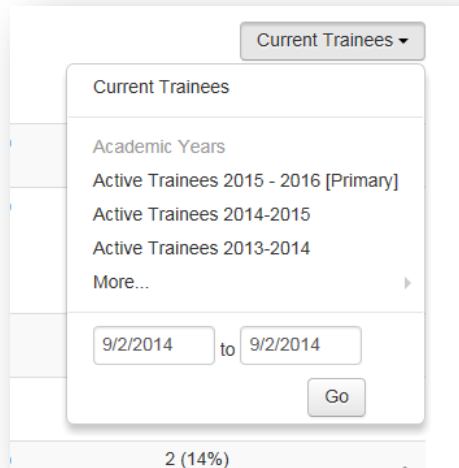 Current Trainees
Current Trainees
Academic Years
Active Trainees 2015 - 2016 [Primary]
Active Trainees 2014-2015
Active Trainees 2013-2014
More...
9/2/2014 to 9/2/2014
Go
2 (14%)